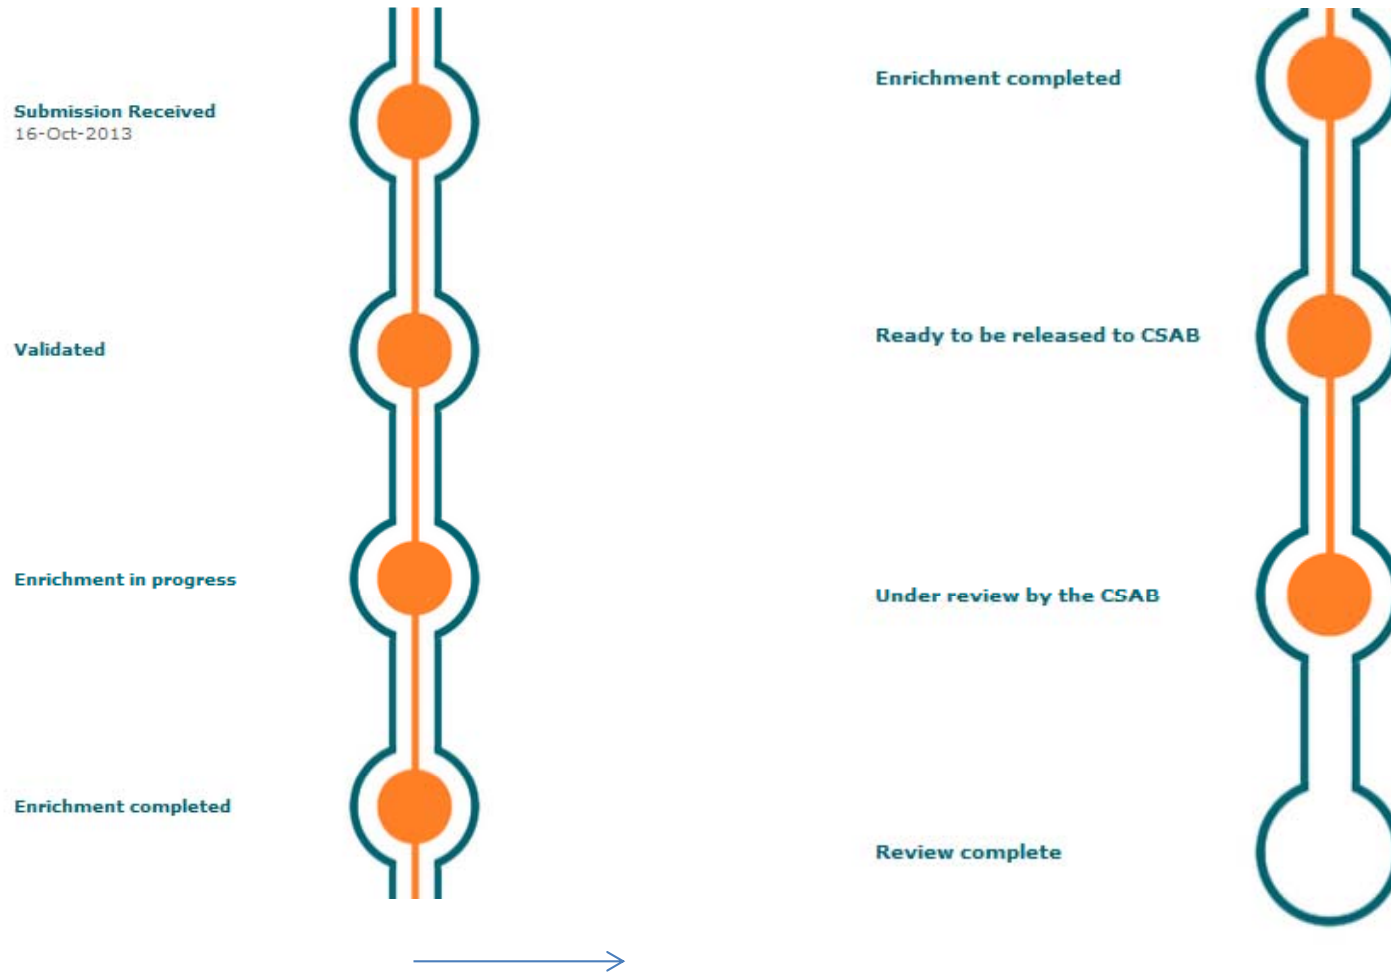 Submission Received
16-Oct-2013
Validated
Enrichment in progress
Enrichment completed
Enrichment completed
Ready to be released to CSAB
Under review by the CSAB
Review complete